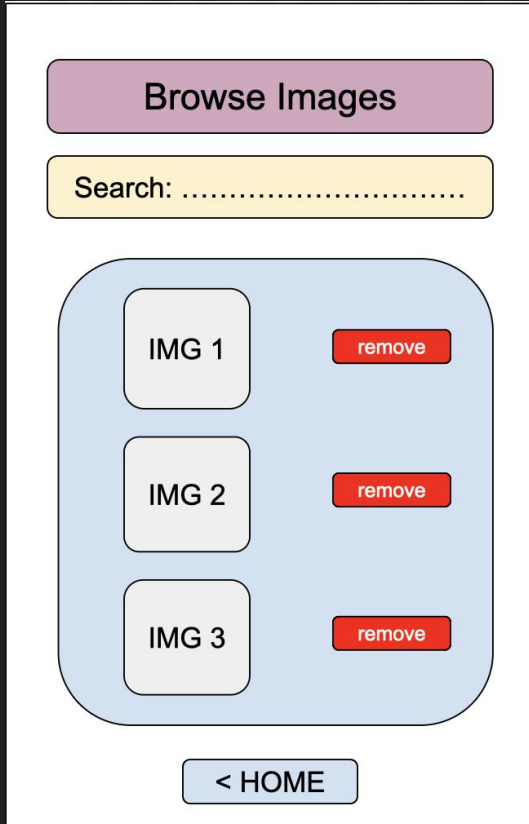 Browse Images
Search: ..............................
IMG 1
remove
IMG 2
remove
IMG 3
remove
< HOME